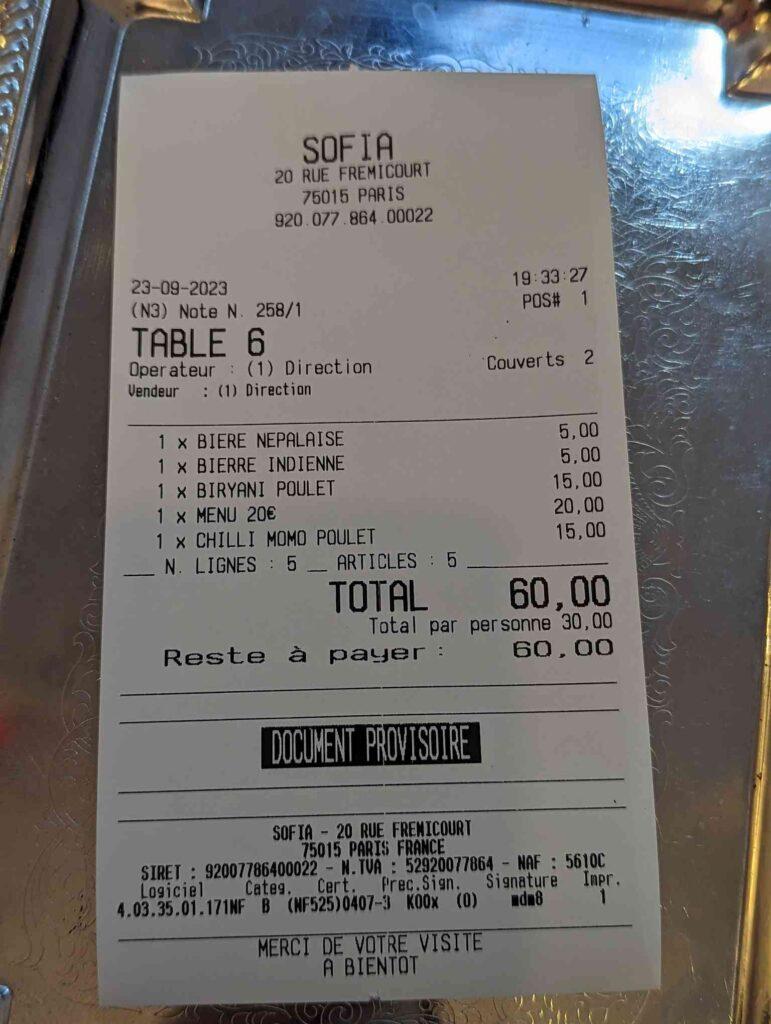 SOFIA
20 RUE FREMICOURT
75015 PARIS
920.077.864.00022
23-09-2023 19:33:27
(N3) Note N. 258/1 POS# 1
TABLE 6
Operateur : (1) Direction Couverts 2
Vendeur : (1) Direction
1 x BIERE NEPALAISE 5,00
1 x BIERRE INDIENNE 5,00
1 x BIRYANI POULET 15,00
1 x MENU 20€ 20,00
1 x CHILLI MOMO POULET 15,00
N. LIGNES : 5 __ ARTICLES : 5
TOTAL 60,00
Total par personne 30,00
Reste à payer : 60,00
DOCUMENT PROVISOIRE
SOFIA - 20 RUE FREMICOURT
75015 PARIS FRANCE
SIRET : 92007786400022 - N.TVA : 52920077864 - NAF : 5610C
Logiciel Categ. Cert. Prec.Sign. Signature Impr.
4.03.35.01.171NF B (NF525)0407-3 K00x (0) 1
MERCI DE VOTRE VISITE
A BIENTOT